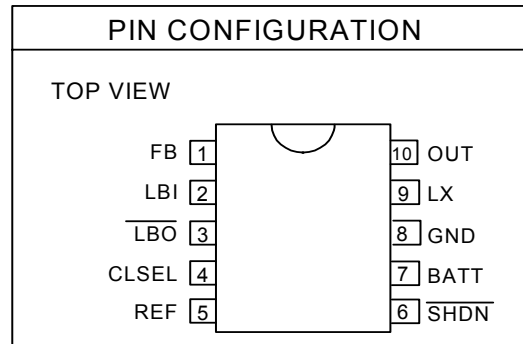 PIN CONFIGURATION
TOP VIEW
FB 1 10 OUT
LBI 2 9 LX
LBO 3 8 GND
CLSEL 4 7 BATT
REF 5 6 SHDN